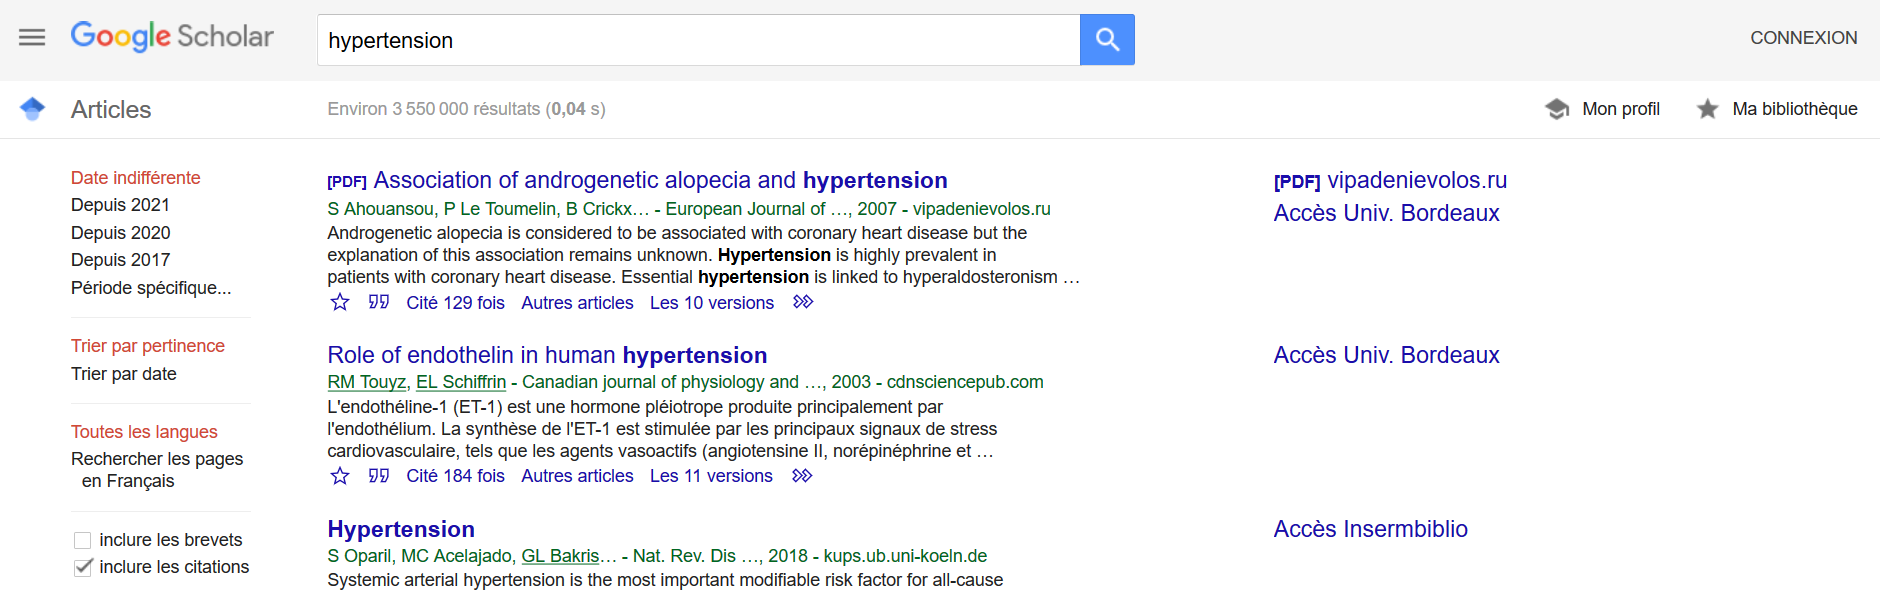 Google Scholar
hypertension
CONNEXION
Articles
Environ 3 550 000 résultats (0,04 s)
Mon profil
Ma bibliothèque
Date indifférente
Depuis 2021
Depuis 2020
Depuis 2017
Période spécifique...
Trier par pertinence
Trier par date
Toutes les langues
Rechercher les pages
en Français
inclure les brevets
inclure les citations
[PDF] Association of androgenetic alopecia and hypertension
S Ahouansou, P Le Toumelin, B Crickx… - European Journal of …, 2007 - vipadenievolos.ru
Androgenetic alopecia is considered to be associated with coronary heart disease but the
explanation of this association remains unknown. Hypertension is highly prevalent in
patients with coronary heart disease. Essential hypertension is linked to hyperaldosteronism …
Cité 129 fois Autres articles Les 10 versions
[PDF] vipadenievolos.ru
Accès Univ. Bordeaux
Role of endothelin in human hypertension
RM Touyz, EL Schiffrin - Canadian journal of physiology and …, 2003 - cdnsciencepub.com
L'endothéline-1 (ET-1) est une hormone pléiotrope produite principalement par
l'endothélium. La synthèse de l'ET-1 est stimulée par les principaux signaux de stress
cardiovasculaire, tels que les agents vasoactifs (angiotensine II, norépinéphrine et …
Cité 184 fois Autres articles Les 11 versions
Accès Univ. Bordeaux
Hypertension
S Oparil, MC Acelajado, GL Bakris… - Nat. Rev. Dis …, 2018 - kups.ub.uni-koeln.de
Systemic arterial hypertension is the most important modifiable risk factor for all-cause
Accès Insermbiblio